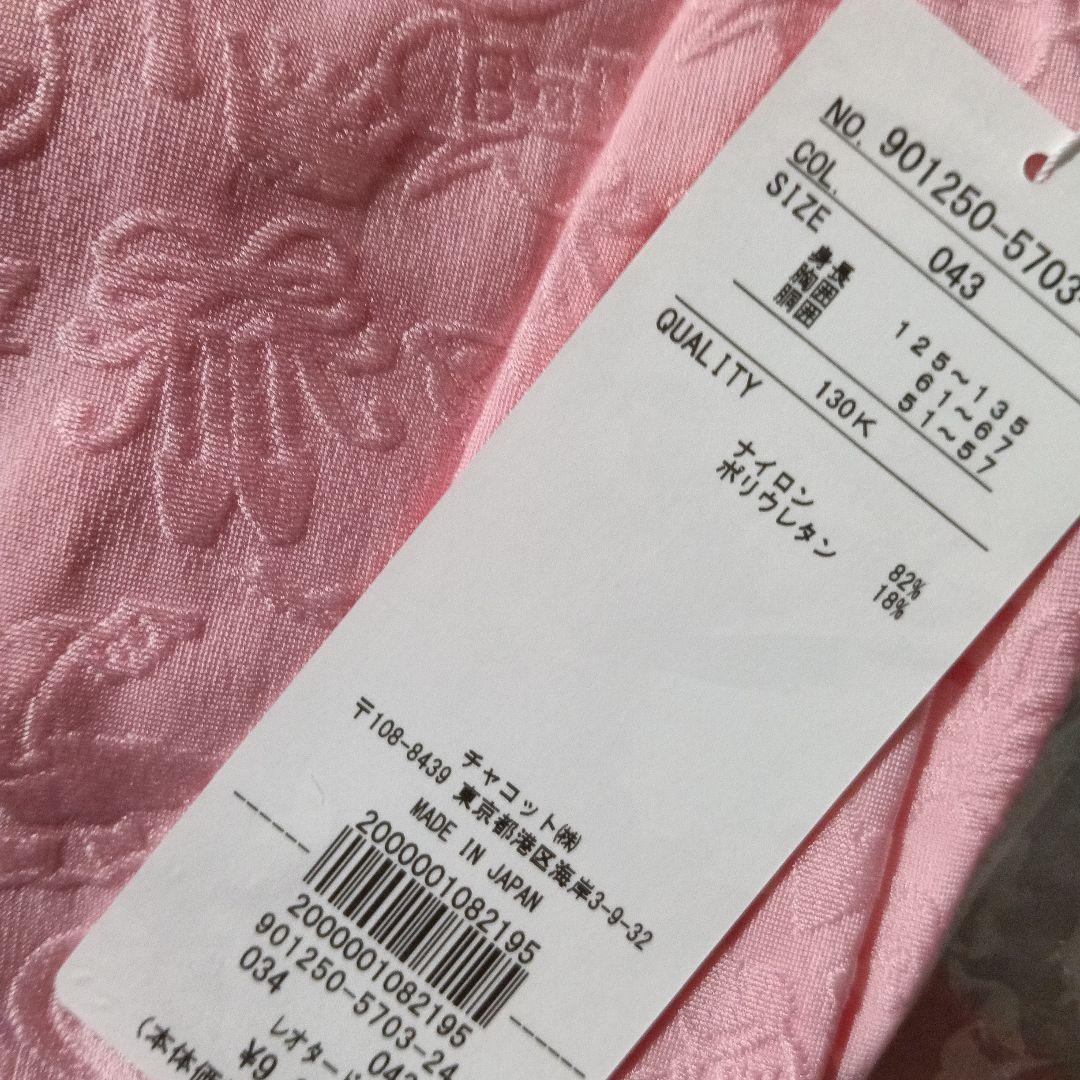 NO. 901250-5703-
COL. 043
SIZE
身長 125～135
胸囲 61～67
胴囲 51～57
QUALITY 130K
ナイロン 82%
ポリウレタン 18%
チャコット㈱
〒108-8439 東京都港区海岸3-9-32
MADE IN JAPAN
2000001082195
2000001082195
901250-5703-24
034 043
レオタード
¥9
(本体価